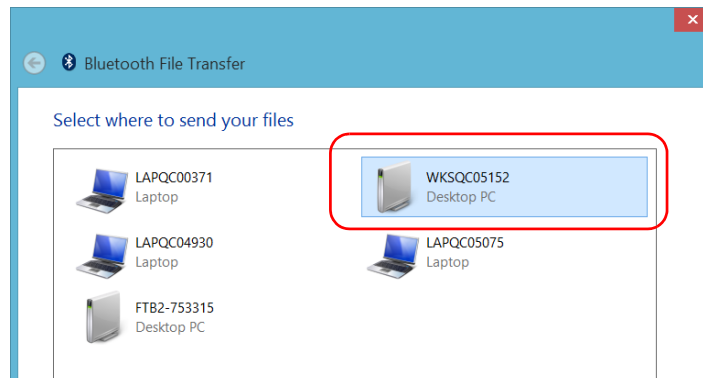 Bluetooth File Transfer
Select where to send your files
LAPQC00371
Laptop
WKSQC05152
Desktop PC
LAPQC04930
Laptop
LAPQC05075
Laptop
FTB2-753315
Desktop PC